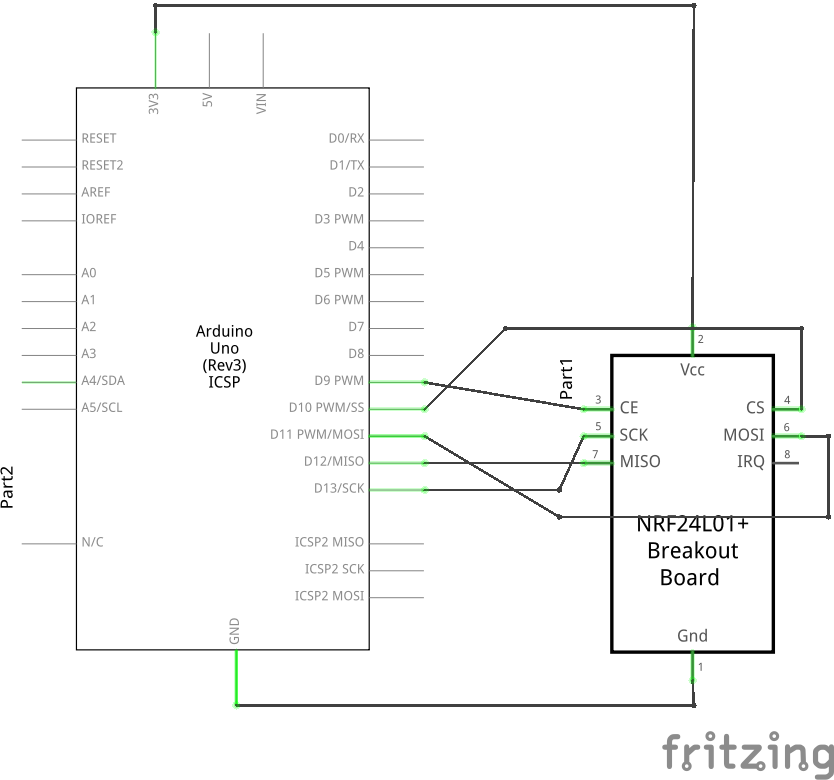 3V3
5V
VIN
RESET
D0/RX
RESET2
D1/TX
AREF
D2
IOREF
D3 PWM
D4
A0
D5 PWM
A1
D6 PWM
A2
D7
A3
D8
A4/SDA
D9 PWM
A5/SCL
D10 PWM/SS
D11 PWM/MOSI
D12/MISO
D13/SCK
N/C
ICSP2 MISO
ICSP2 SCK
ICSP2 MOSI
GND
Arduino
Uno
(Rev3)
ICSP
Part2
Part1
2
Vcc
3
CE
CS
4
5
SCK
MOSI
6
7
MISO
IRQ
8
NRF24L01+
Breakout
Board
Gnd
1
fritzing